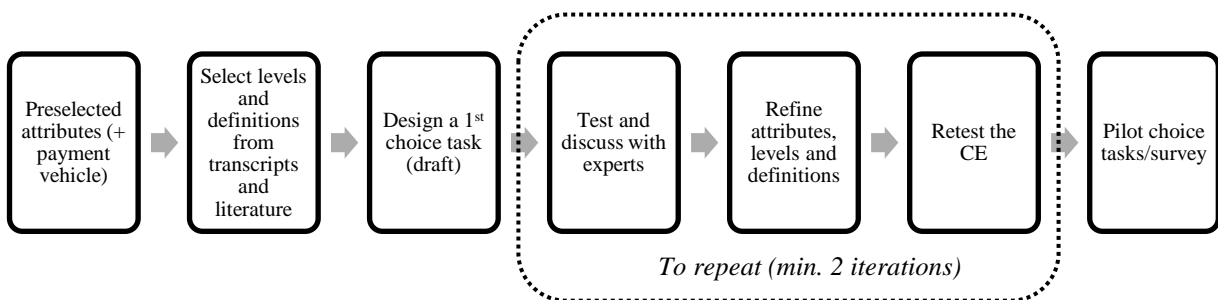 Preselected
attributes (+
payment
vehicle)
Select levels
and
definitions
from
transcripts
and
literature
Design a 1st
choice task
(draft)
Test and
discuss with
experts
Refine
attributes,
levels and
definitions
Retest the
CE
Pilot choice
tasks/survey
To repeat (min. 2 iterations)